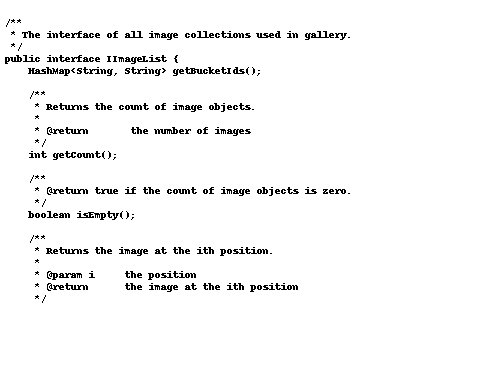 /**
 * The interface of all image collections used in gallery.
 */
public interface IImageList {
    HashMap<String, String> getBucketIds();

    /**
     * Returns the count of image objects.
     *
     * @return       the number of images
     */
    int getCount();

    /**
     * @return true if the count of image objects is zero.
     */
    boolean isEmpty();

    /**
     * Returns the image at the ith position.
     *
     * @param i     the position
     * @return      the image at the ith position
     */